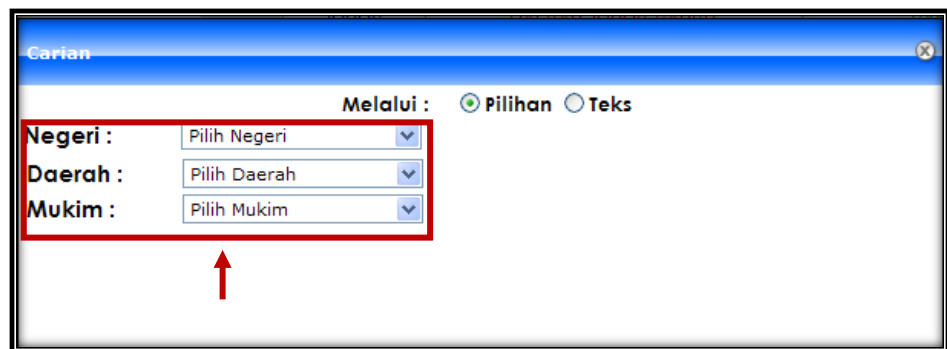 Carian
Melalui : Pilihan Teks
Negeri : Pilih Negeri
Daerah : Pilih Daerah
Mukim : Pilih Mukim